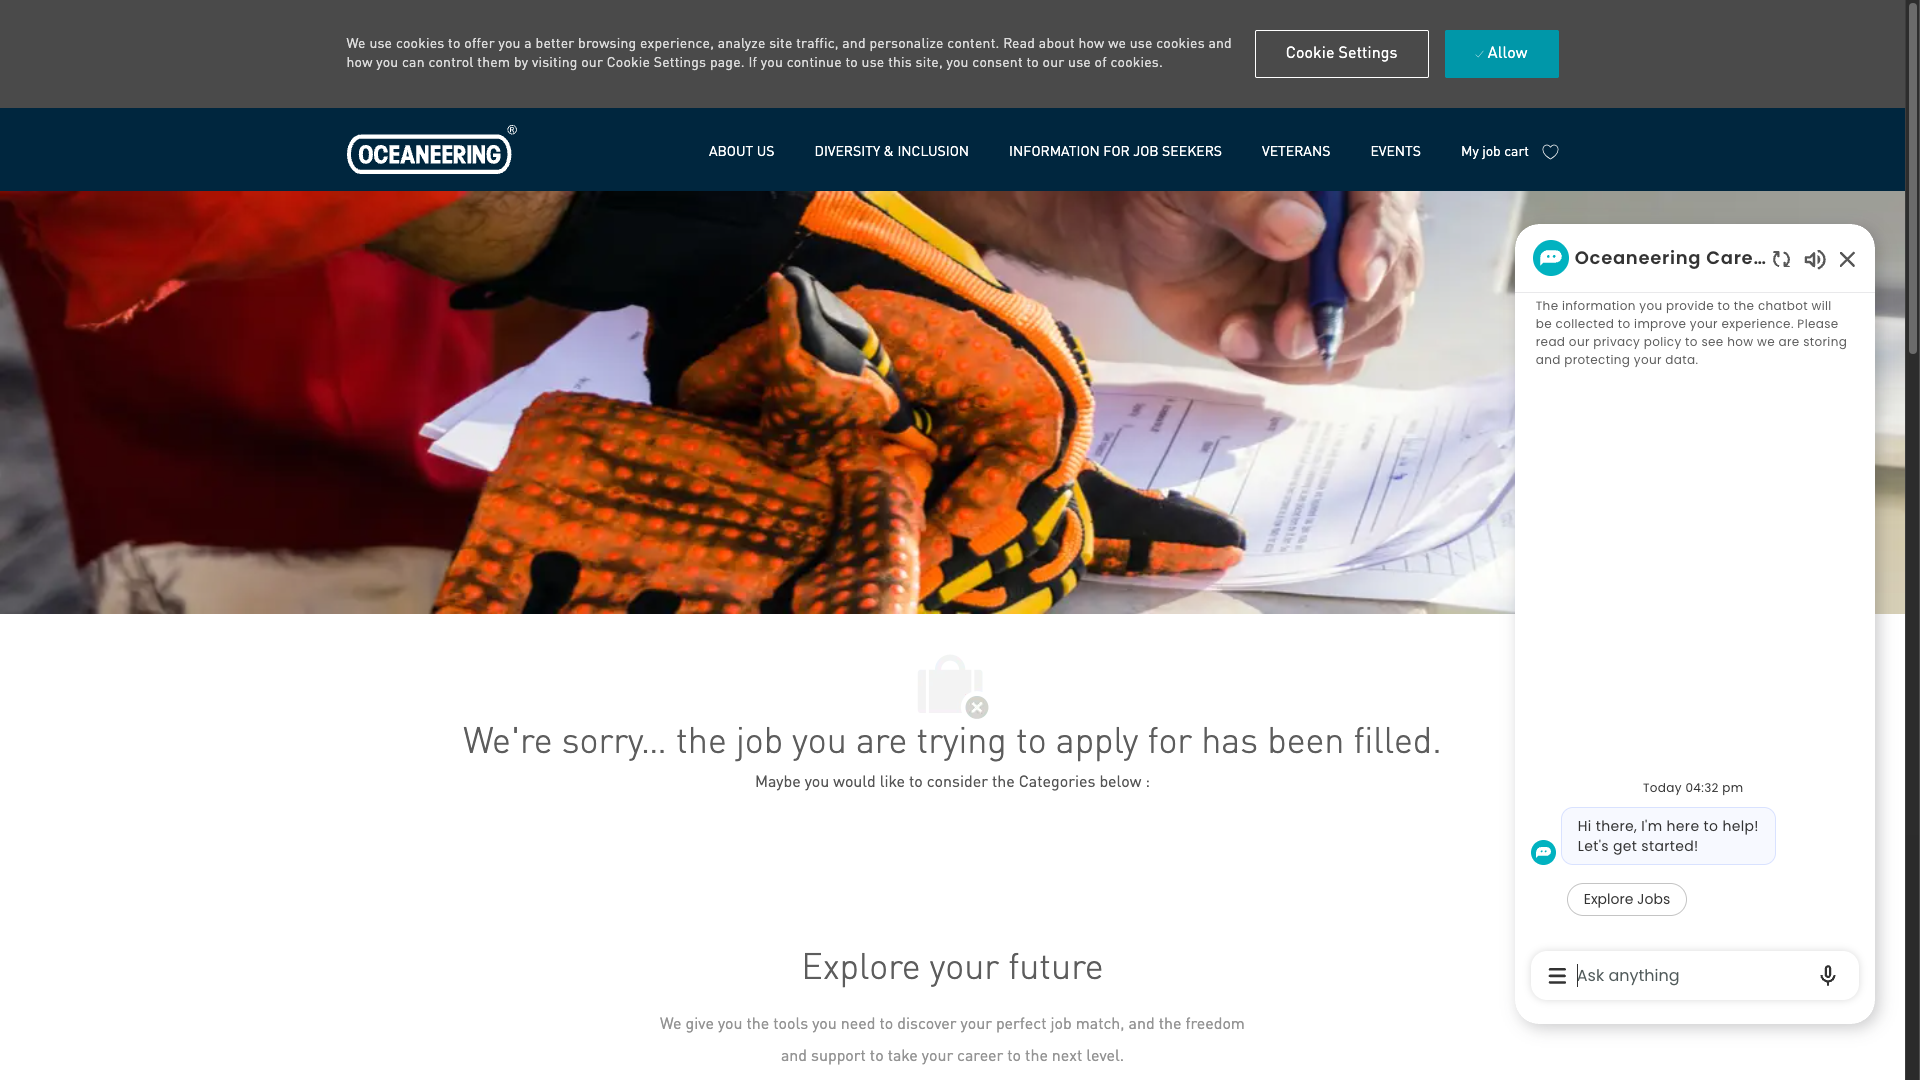 We use cookies to offer you a better browsing experience, analyze site traffic, and personalize content. Read about how we use cookies and
how you can control them by visiting our Cookie Settings page. If you continue to use this site, you consent to our use of cookies.
Cookie Settings
Allow
OCEANEERING®
ABOUT US
DIVERSITY & INCLUSION
INFORMATION FOR JOB SEEKERS
VETERANS
EVENTS
My job cart
Oceaneering Care...
The information you provide to the chatbot will
be collected to improve your experience. Please
read our privacy policy to see how we are storing
and protecting your data.
We're sorry... the job you are trying to apply for has been filled.
Maybe you would like to consider the Categories below :
Today 04:32 pm
Hi there, I'm here to help!
Let's get started!
Explore Jobs
Ask anything
Explore your future
We give you the tools you need to discover your perfect job match, and the freedom
and support to take your career to the next level.